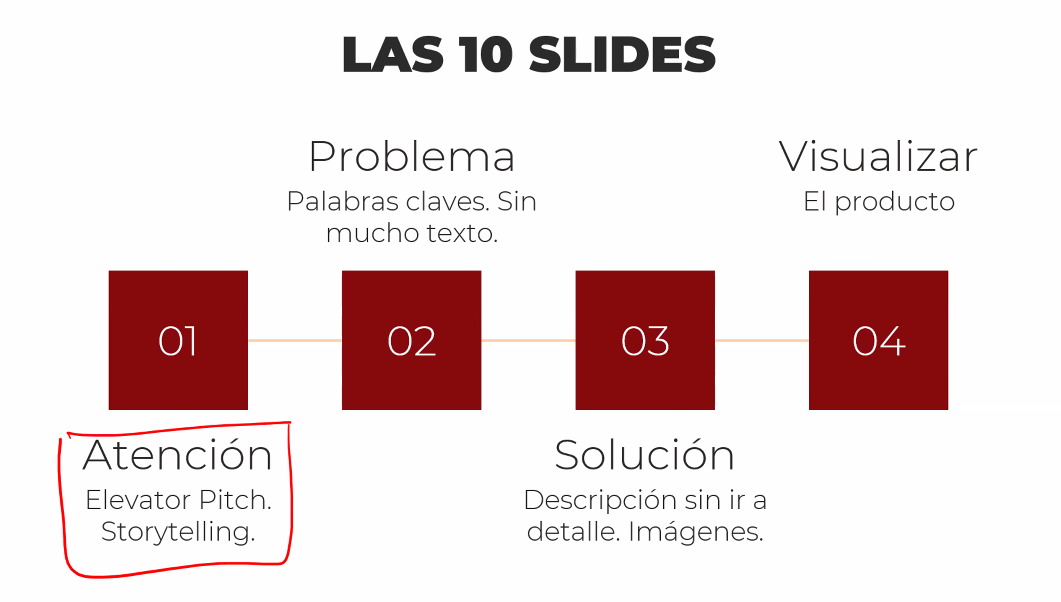 LAS 10 SLIDES
Problema
Palabras claves. Sin
mucho texto.
Visualizar
El producto
01
02
03
04
Atención
Elevator Pitch.
Storytelling.
Solución
Descripción sin ir a
detalle. Imágenes.